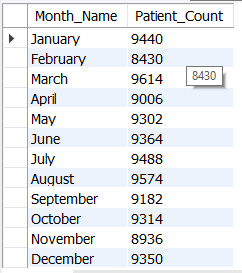 Month_Name Patient_Count
January 9440
February 8430
March 9614
8430
April 9006
May 9302
June 9364
July 9488
August 9574
September 9182
October 9314
November 8936
December 9350